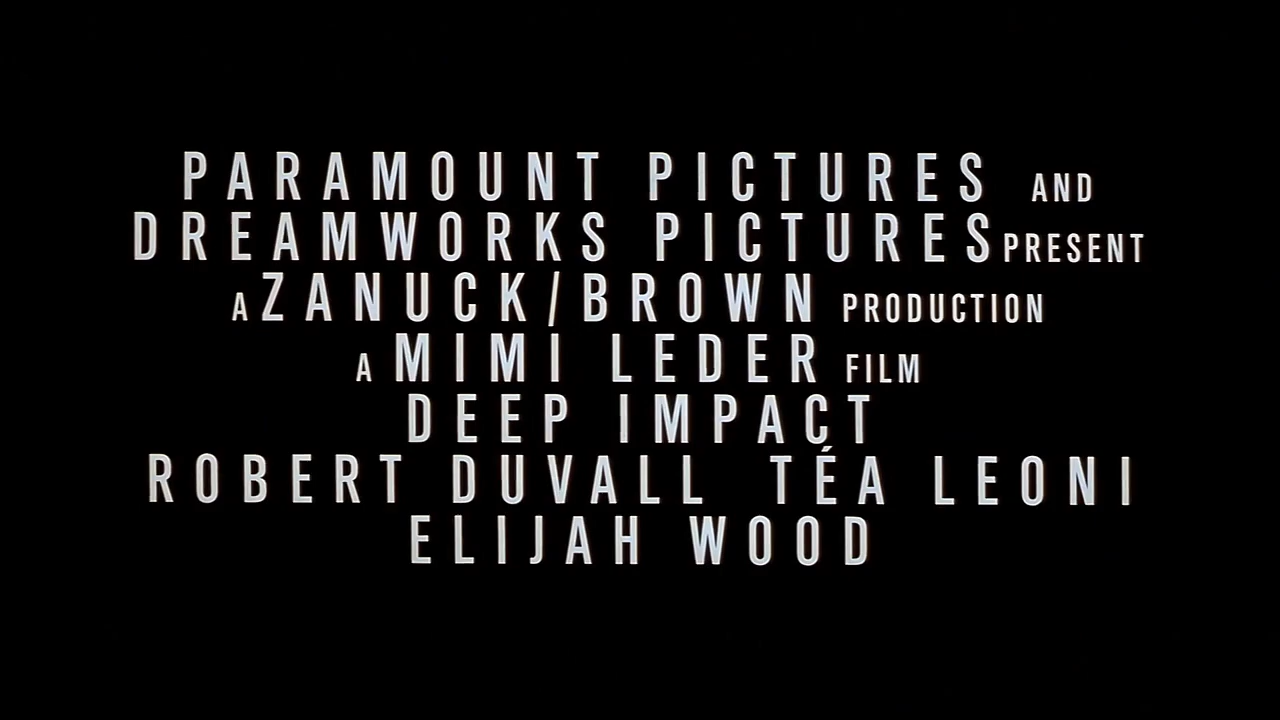 PARAMOUNT PICTURES AND
DREAMWORKS PICTURES PRESENT
A ZANUCK/BROWN PRODUCTION
A MIMI LEDER FILM
DEEP IMPACT
ROBERT DUVALL TÉA LEONI
ELIJAH WOOD